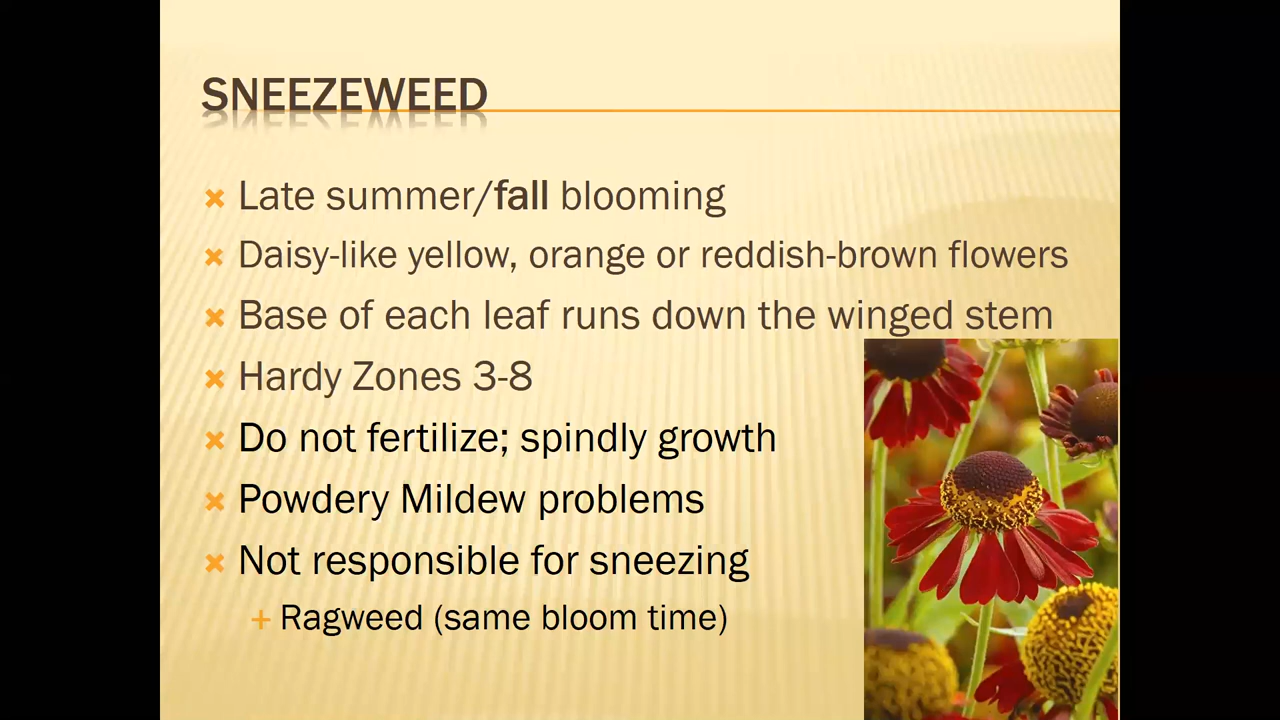 SNEEZEWEED
Late summer/fall blooming
Daisy-like yellow, orange or reddish-brown flowers
Base of each leaf runs down the winged stem
Hardy Zones 3-8
Do not fertilize; spindly growth
Powdery Mildew problems
Not responsible for sneezing
Ragweed (same bloom time)